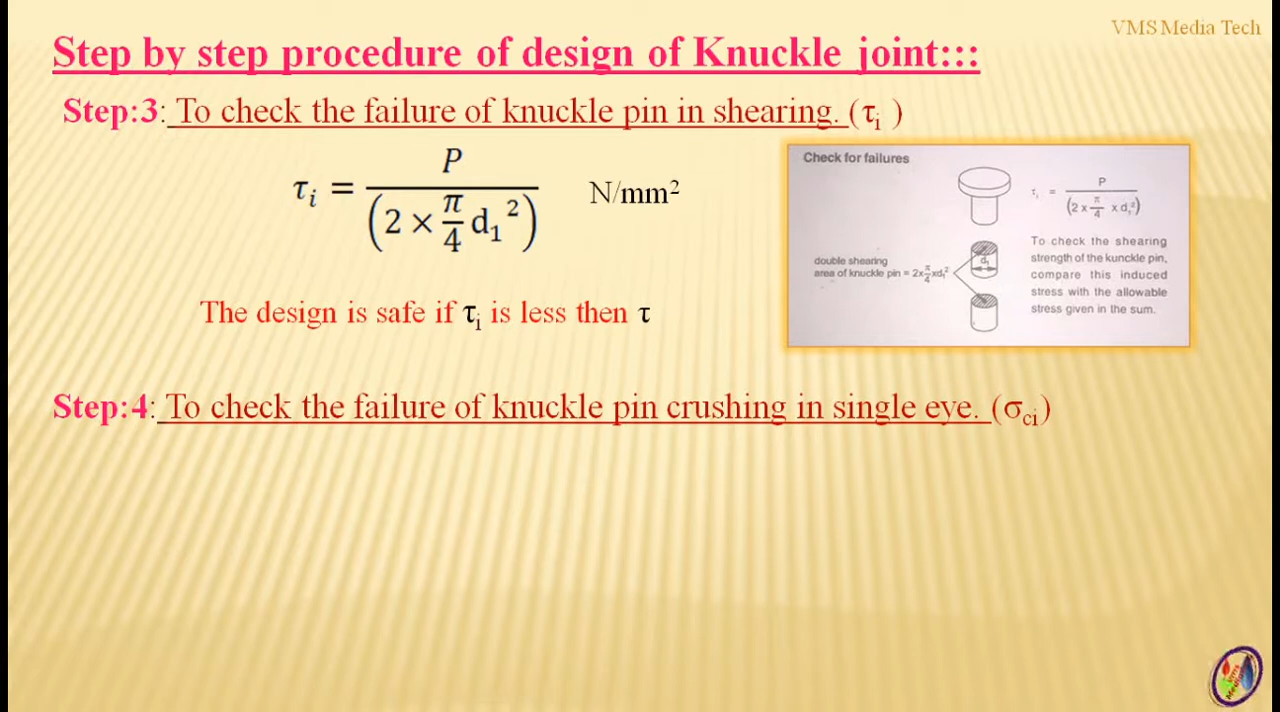 VMS Media Tech
Step by step procedure of design of Knuckle joint:::
Step:3: To check the failure of knuckle pin in shearing. (τi )
τi = P / (2 × π/4 d₁²) N/mm²
The design is safe if τi is less then τ
Check for failures
τi = P / (2 x π/4 x d₁²)
double shearing
area of knuckle pin = 2x π/4 xd₁²
d₁
To check the shearing
strength of the kunckle pin,
compare this induced
stress with the allowable
stress given in the sum.
Step:4: To check the failure of knuckle pin crushing in single eye. (σci)